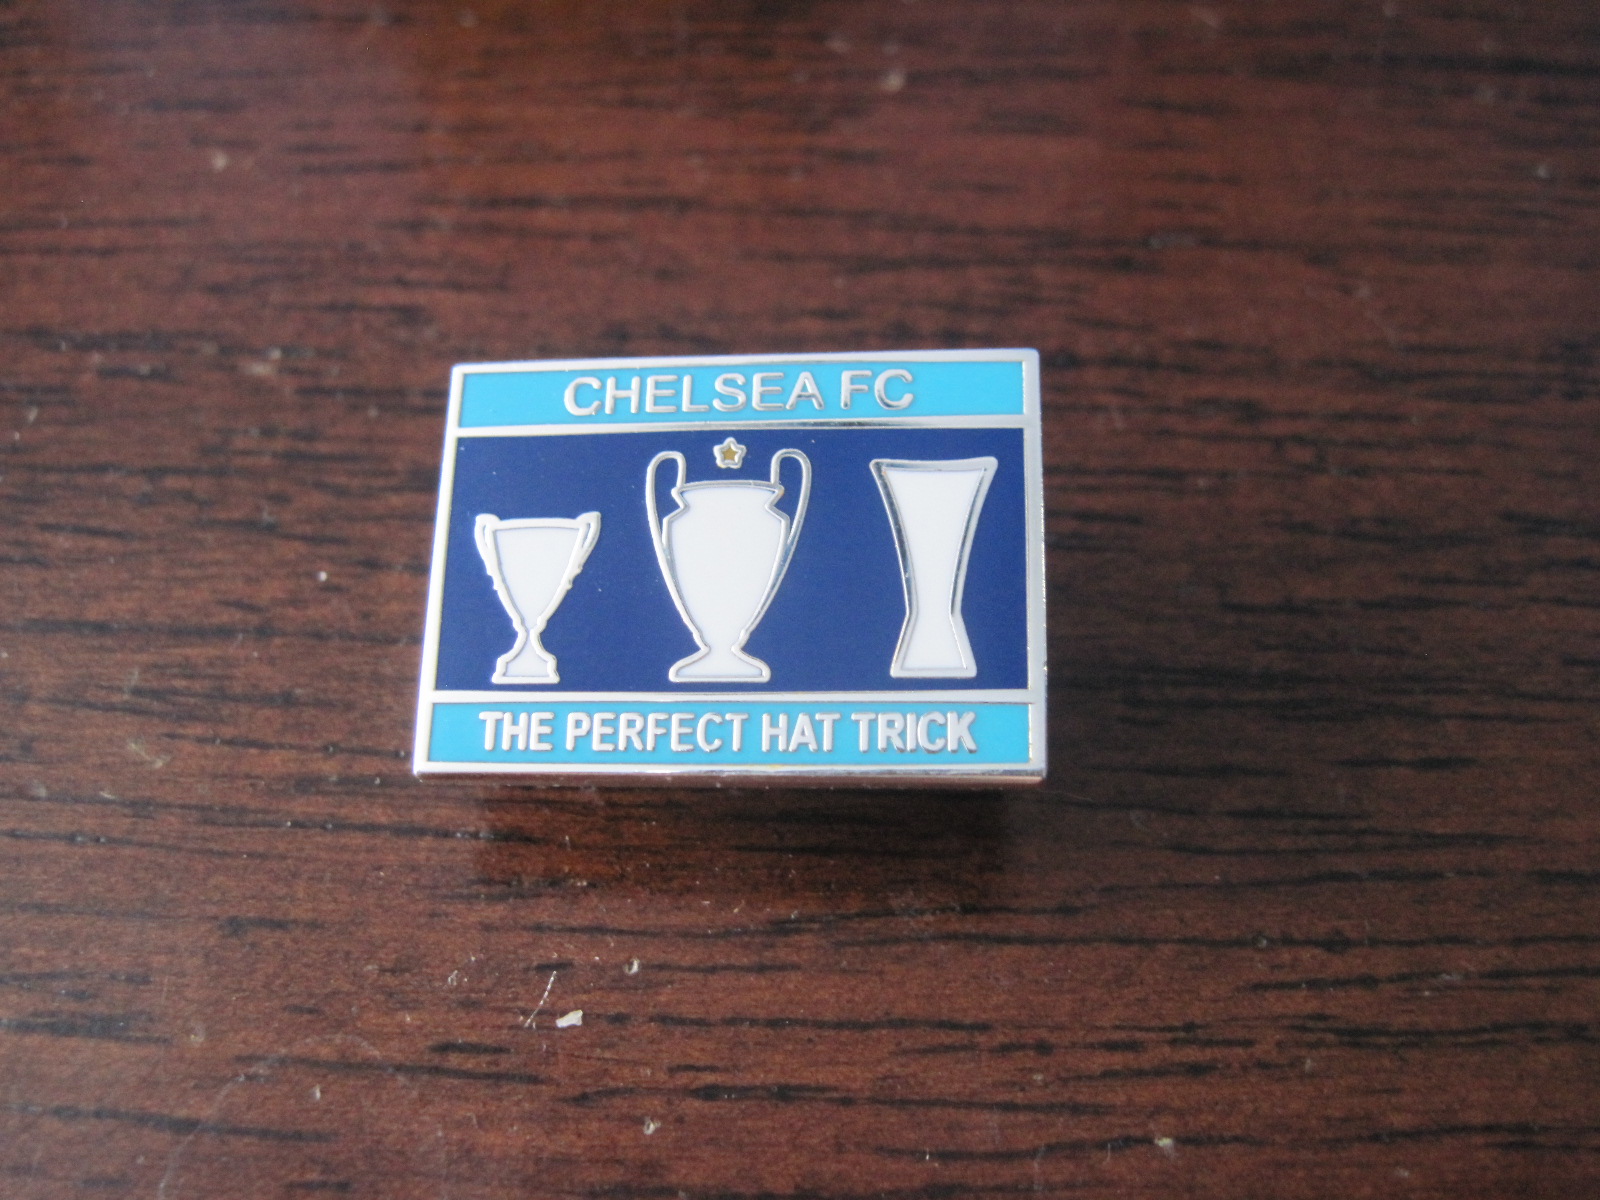 CHELSEA FC
THE PERFECT HAT TRICK